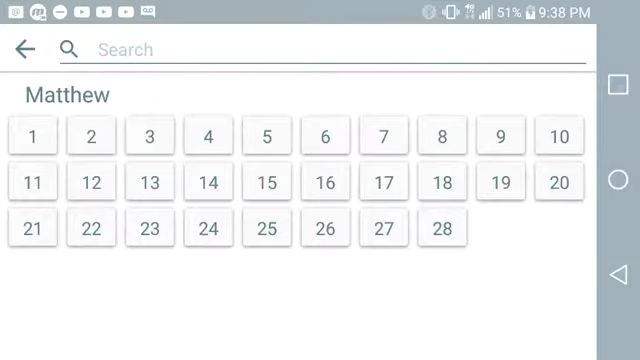 51% 9:38 PM
Search
Matthew
1 2 3 4 5 6 7 8 9 10
11 12 13 14 15 16 17 18 19 20
21 22 23 24 25 26 27 28